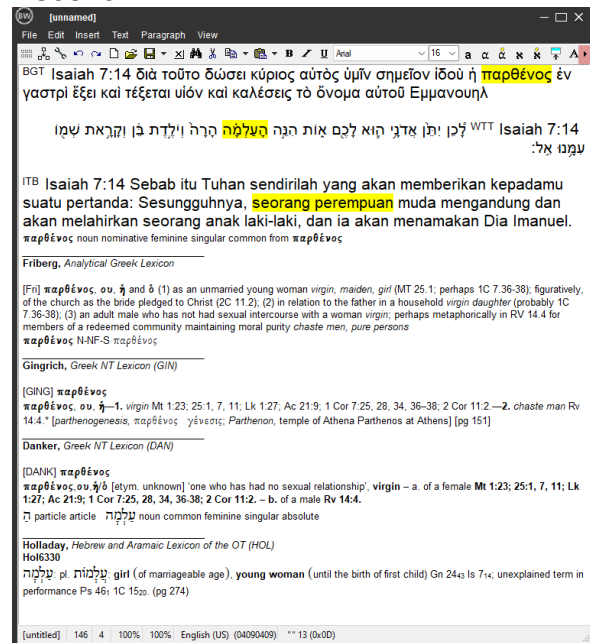 [unnamed]
File Edit Insert Text Paragraph View
B I U Arial 16 a α ά א
BGT Isaiah 7:14 διὰ τοῦτο δώσει κύριος αὐτὸς ὑμῖν σημεῖον ἰδοὺ ἡ παρθένος ἐν
γαστρὶ ἕξει καὶ τέξεται υἱόν καὶ καλέσεις τὸ ὄνομα αὐτοῦ Εμμανουηλ
WTT Isaiah 7:14 לָ֠כֵן יִתֵּ֨ן אֲדֹנָ֥י ה֛וּא לָכֶ֖ם א֑וֹת הִנֵּ֣ה הָעַלְמָ֗ה הָרָה֙ וְיֹלֶ֣דֶת בֵּ֔ן וְקָרָ֥את שְׁמ֖וֹ
עִמָּ֥נוּ אֵֽל׃
ITB Isaiah 7:14 Sebab itu Tuhan sendirilah yang akan memberikan kepadamu
suatu pertanda: Sesungguhnya, seorang perempuan muda mengandung dan
akan melahirkan seorang anak laki-laki, dan ia akan menamakan Dia Imanuel.
παρθένος noun nominative feminine singular common from παρθένος
Friberg, Analytical Greek Lexicon
[Fri] παρθένος, ου, ἡ and ὁ (1) as an unmarried young woman virgin, maiden, girl (MT 25.1; perhaps 1C 7.36-38); figuratively,
of the church as the bride pledged to Christ (2C 11.2); (2) in relation to the father in a household virgin daughter (probably 1C
7.36-38); (3) an adult male who has not had sexual intercourse with a woman virgin; perhaps metaphorically in RV 14.4 for
members of a redeemed community maintaining moral purity chaste men, pure persons
παρθένος N-NF-S παρθένος
Gingrich, Greek NT Lexicon (GIN)
[GING] παρθένος
παρθένος, ου, ἡ—1. virgin Mt 1:23; 25:1, 7, 11; Lk 1:27; Ac 21:9; 1 Cor 7:25, 28, 34, 36–38; 2 Cor 11:2.—2. chaste man Rv
14:4.* [parthenogenesis, παρθένος γένεσις; Parthenon, temple of Athena Parthenos at Athens] [pg 151]
Danker, Greek NT Lexicon (DAN)
[DANK] παρθένος
παρθένος,ου,ἡ/ὁ [etym. unknown] 'one who has had no sexual relationship', virgin – a. of a female Mt 1:23; 25:1, 7, 11; Lk
1:27; Ac 21:9; 1 Cor 7:25, 28, 34, 36-38; 2 Cor 11:2. – b. of a male Rv 14:4.
הַ particle article עַלְמָה noun common feminine singular absolute
Holladay, Hebrew and Aramaic Lexicon of the OT (HOL)
Hol6330
עַלְמָה: pl. עֲלָמוֹת: girl (of marriageable age), young woman (until the birth of first child) Gn 2443 Is 714; unexplained term in
performance Ps 461 1C 1520. (pg 274)
[untitled] 146 4 100% 100% English (US) (04090409) "" 13 (0x0D)